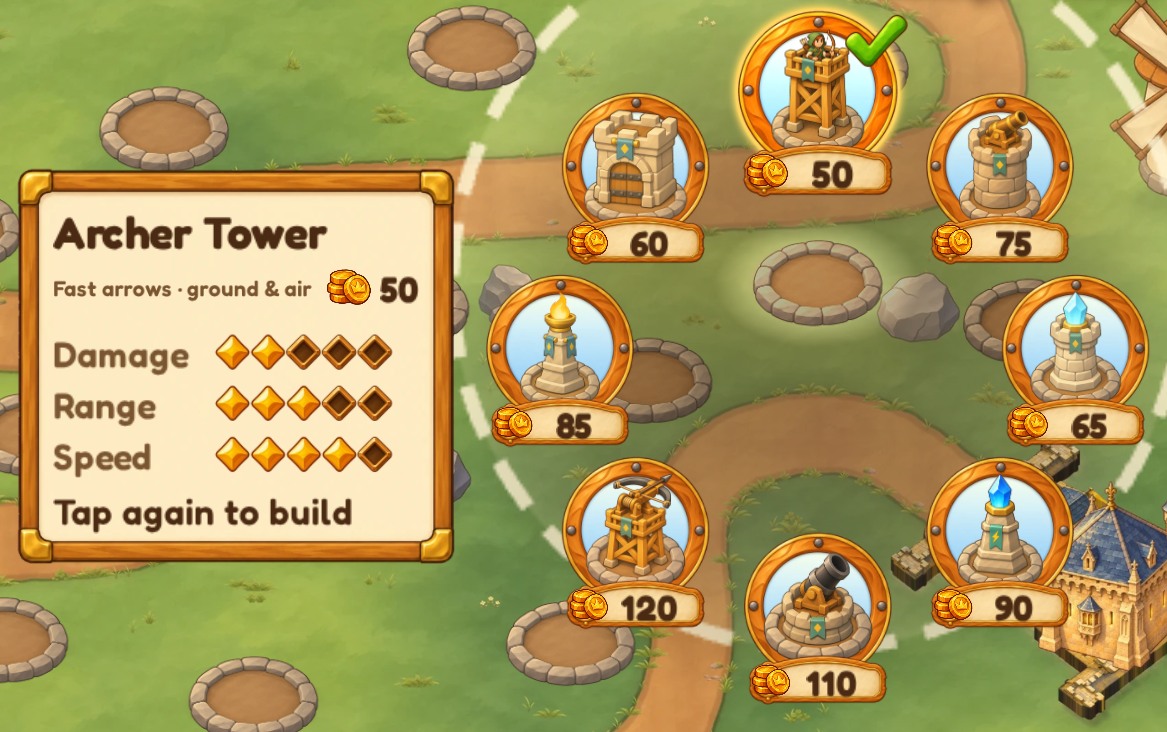 Archer Tower
Fast arrows · ground & air 50
Damage
Range
Speed
Tap again to build
50
60
75
85
65
120
90
110